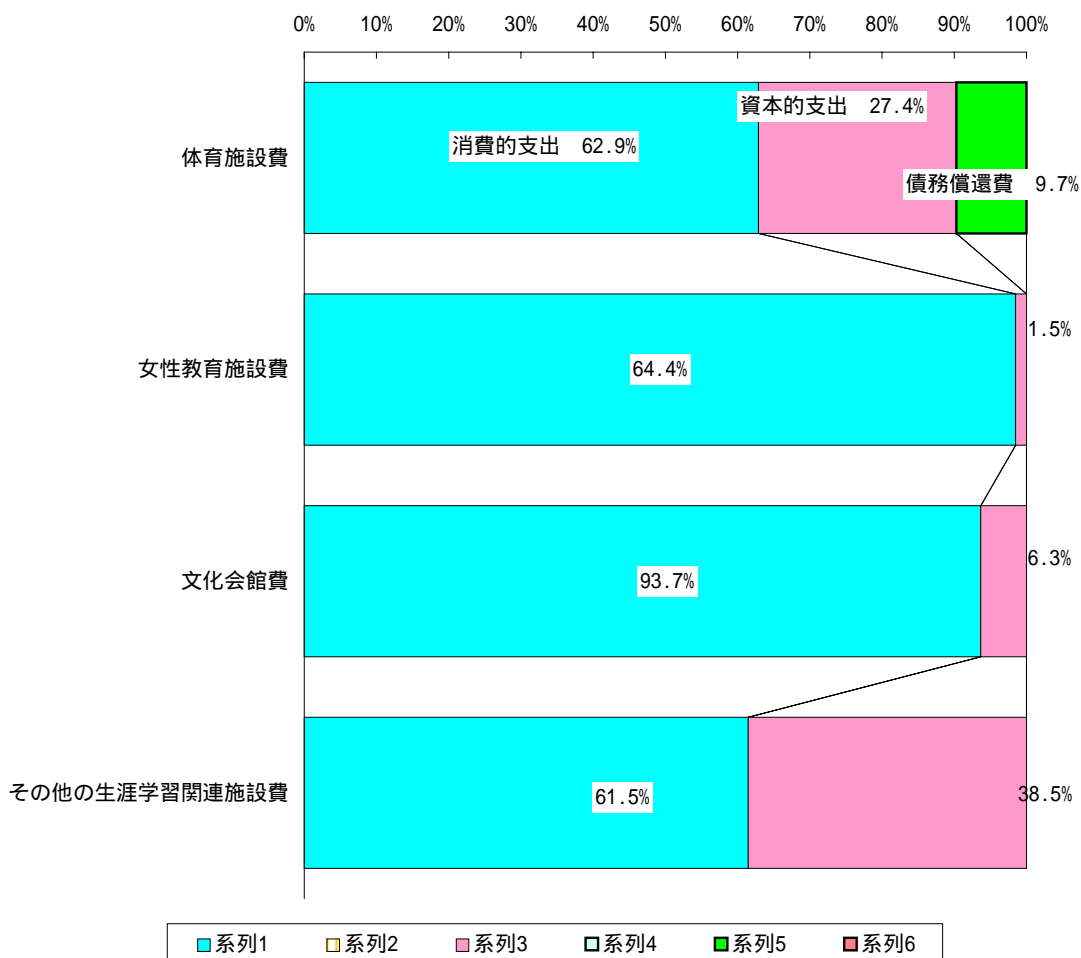 0% 10% 20% 30% 40% 50% 60% 70% 80% 90% 100%
体育施設費
消費的支出 62.9%
資本的支出 27.4%
債務償還費 9.7%
女性教育施設費
64.4%
1.5%
文化会館費
93.7%
6.3%
その他の生涯学習関連施設費
61.5%
38.5%
系列1 系列2 系列3 系列4 系列5 系列6